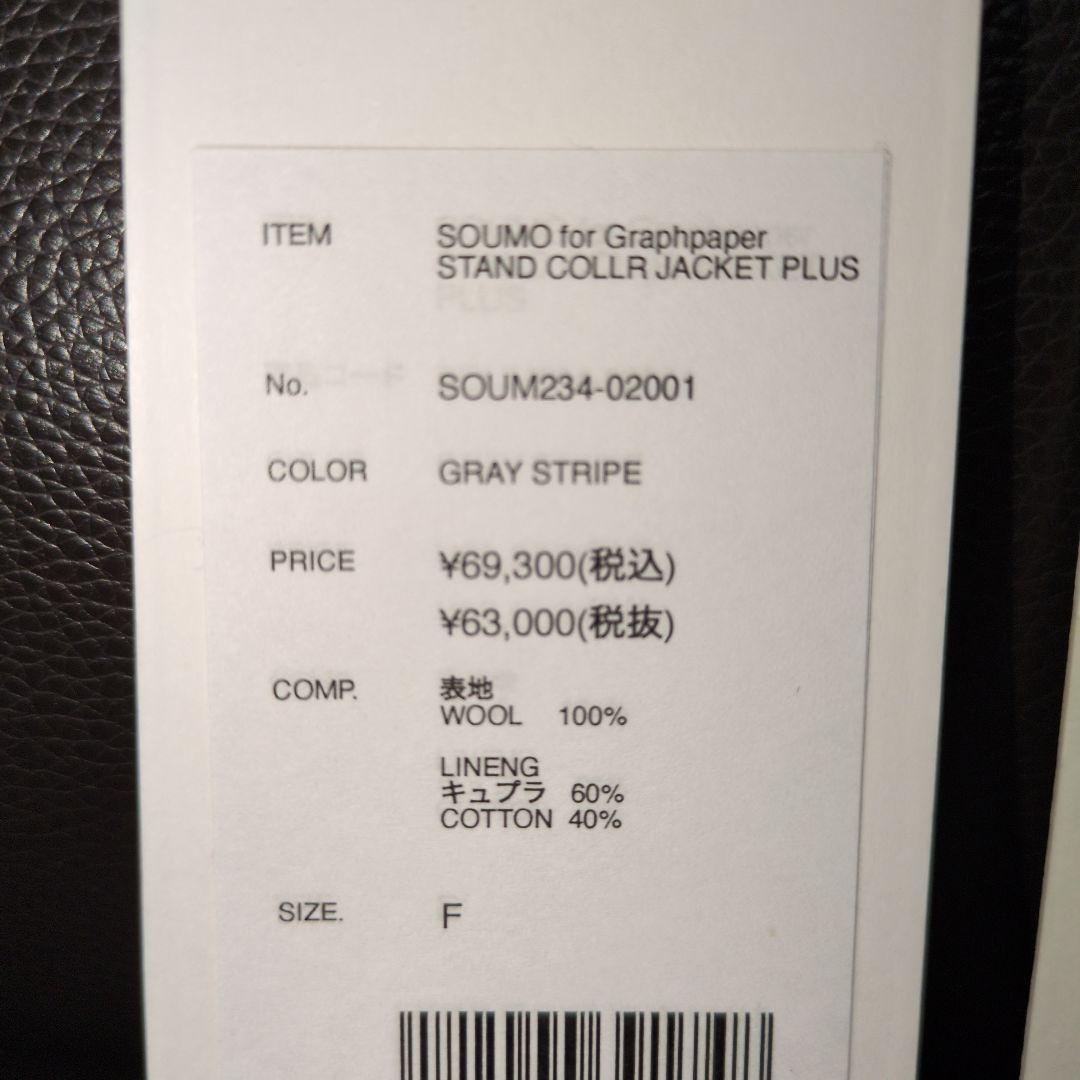 ITEM SOUMO for Graphpaper
STAND COLLR JACKET PLUS
No. SOUM234-02001
COLOR GRAY STRIPE
PRICE ¥69,300(税込)
¥63,000(税抜)
COMP. 表地
WOOL 100%
LINENG
キュプラ 60%
COTTON 40%
SIZE. F